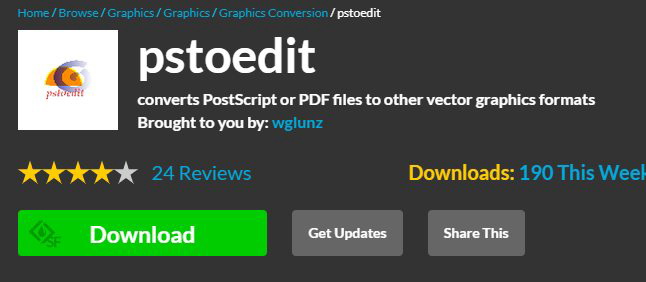 Home / Browse / Graphics / Graphics / Graphics Conversion / pstoedit
pstoedit
pstoedit
converts PostScript or PDF files to other vector graphics formats
Brought to you by: wglunz
24 Reviews
Downloads: 190 This Week
SF
Download
Get Updates
Share This